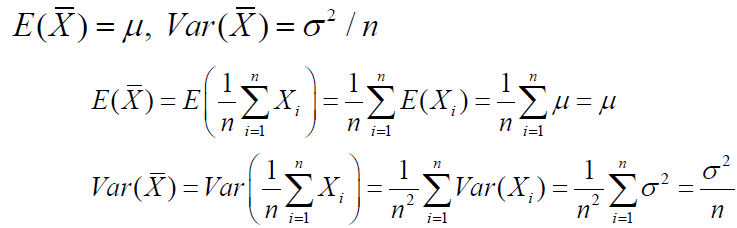 E(X̄) = μ, Var(X̄) = σ² / n
E(X̄) = E(1/n ∑_{i=1}^{n} X_i) = 1/n ∑_{i=1}^{n} E(X_i) = 1/n ∑_{i=1}^{n} μ = μ
Var(X̄) = Var(1/n ∑_{i=1}^{n} X_i) = 1/n² ∑_{i=1}^{n} Var(X_i) = 1/n² ∑_{i=1}^{n} σ² = σ²/n